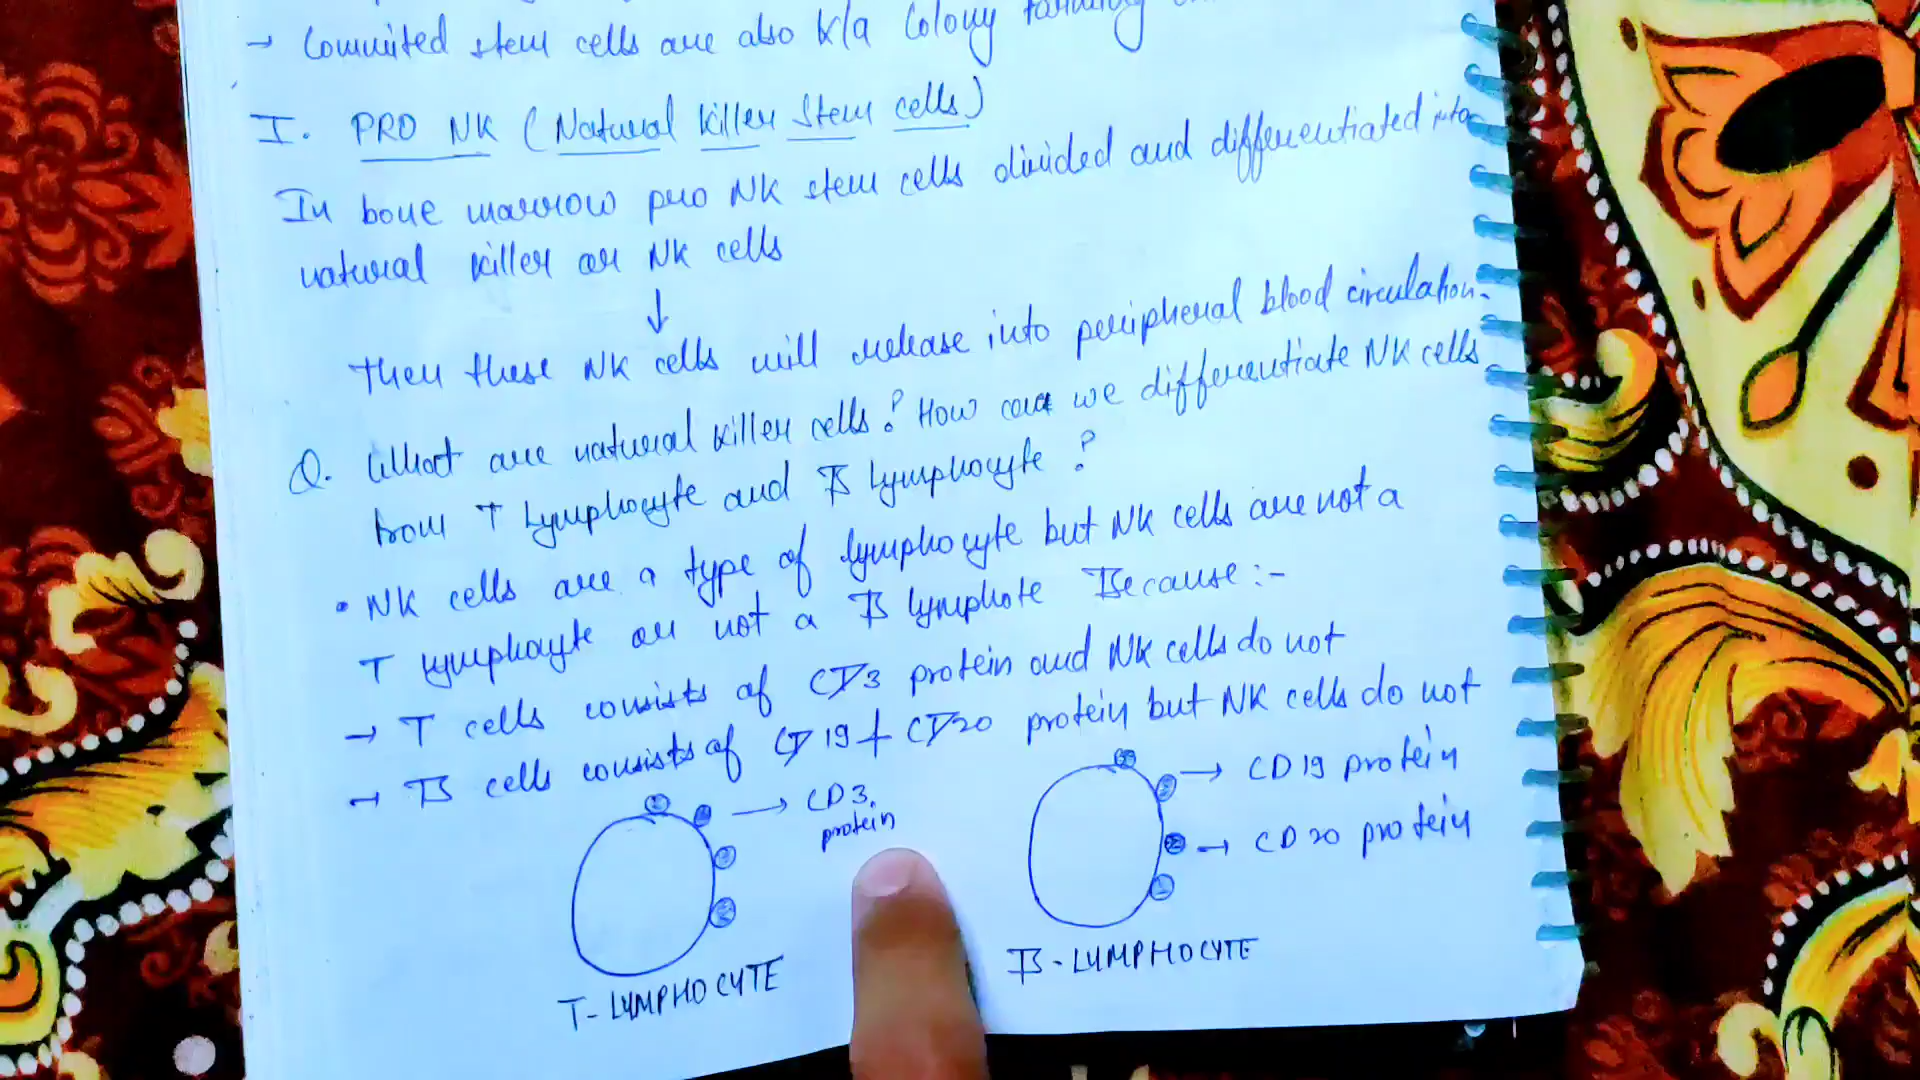 → Commited stem cells are also k/a Colony forming
I. PRO NK (Natural Killer Stem cells)
In bone marrow pro NK stem cells divided and differentiated into
natural killer or NK cells
↓
Then these NK cells will release into peripheral blood circulation.
Q. What are natural killer cells? How can we differentiate NK cells
from T Lymphocyte and B lymphocyte ?
• NK cells are a type of lymphocyte but NK cells are not a
T lymphocyte or not a B lymphote Because :-
→ T cells consists of CD3 protein and NK cells do not
→ B cells consists of CD19 + CD20 protein but NK cells do not
→ CD3.
protein
T-LYMPHOCYTE
→ CD19 protein
→ CD20 protein
B-LYMPHOCYTE